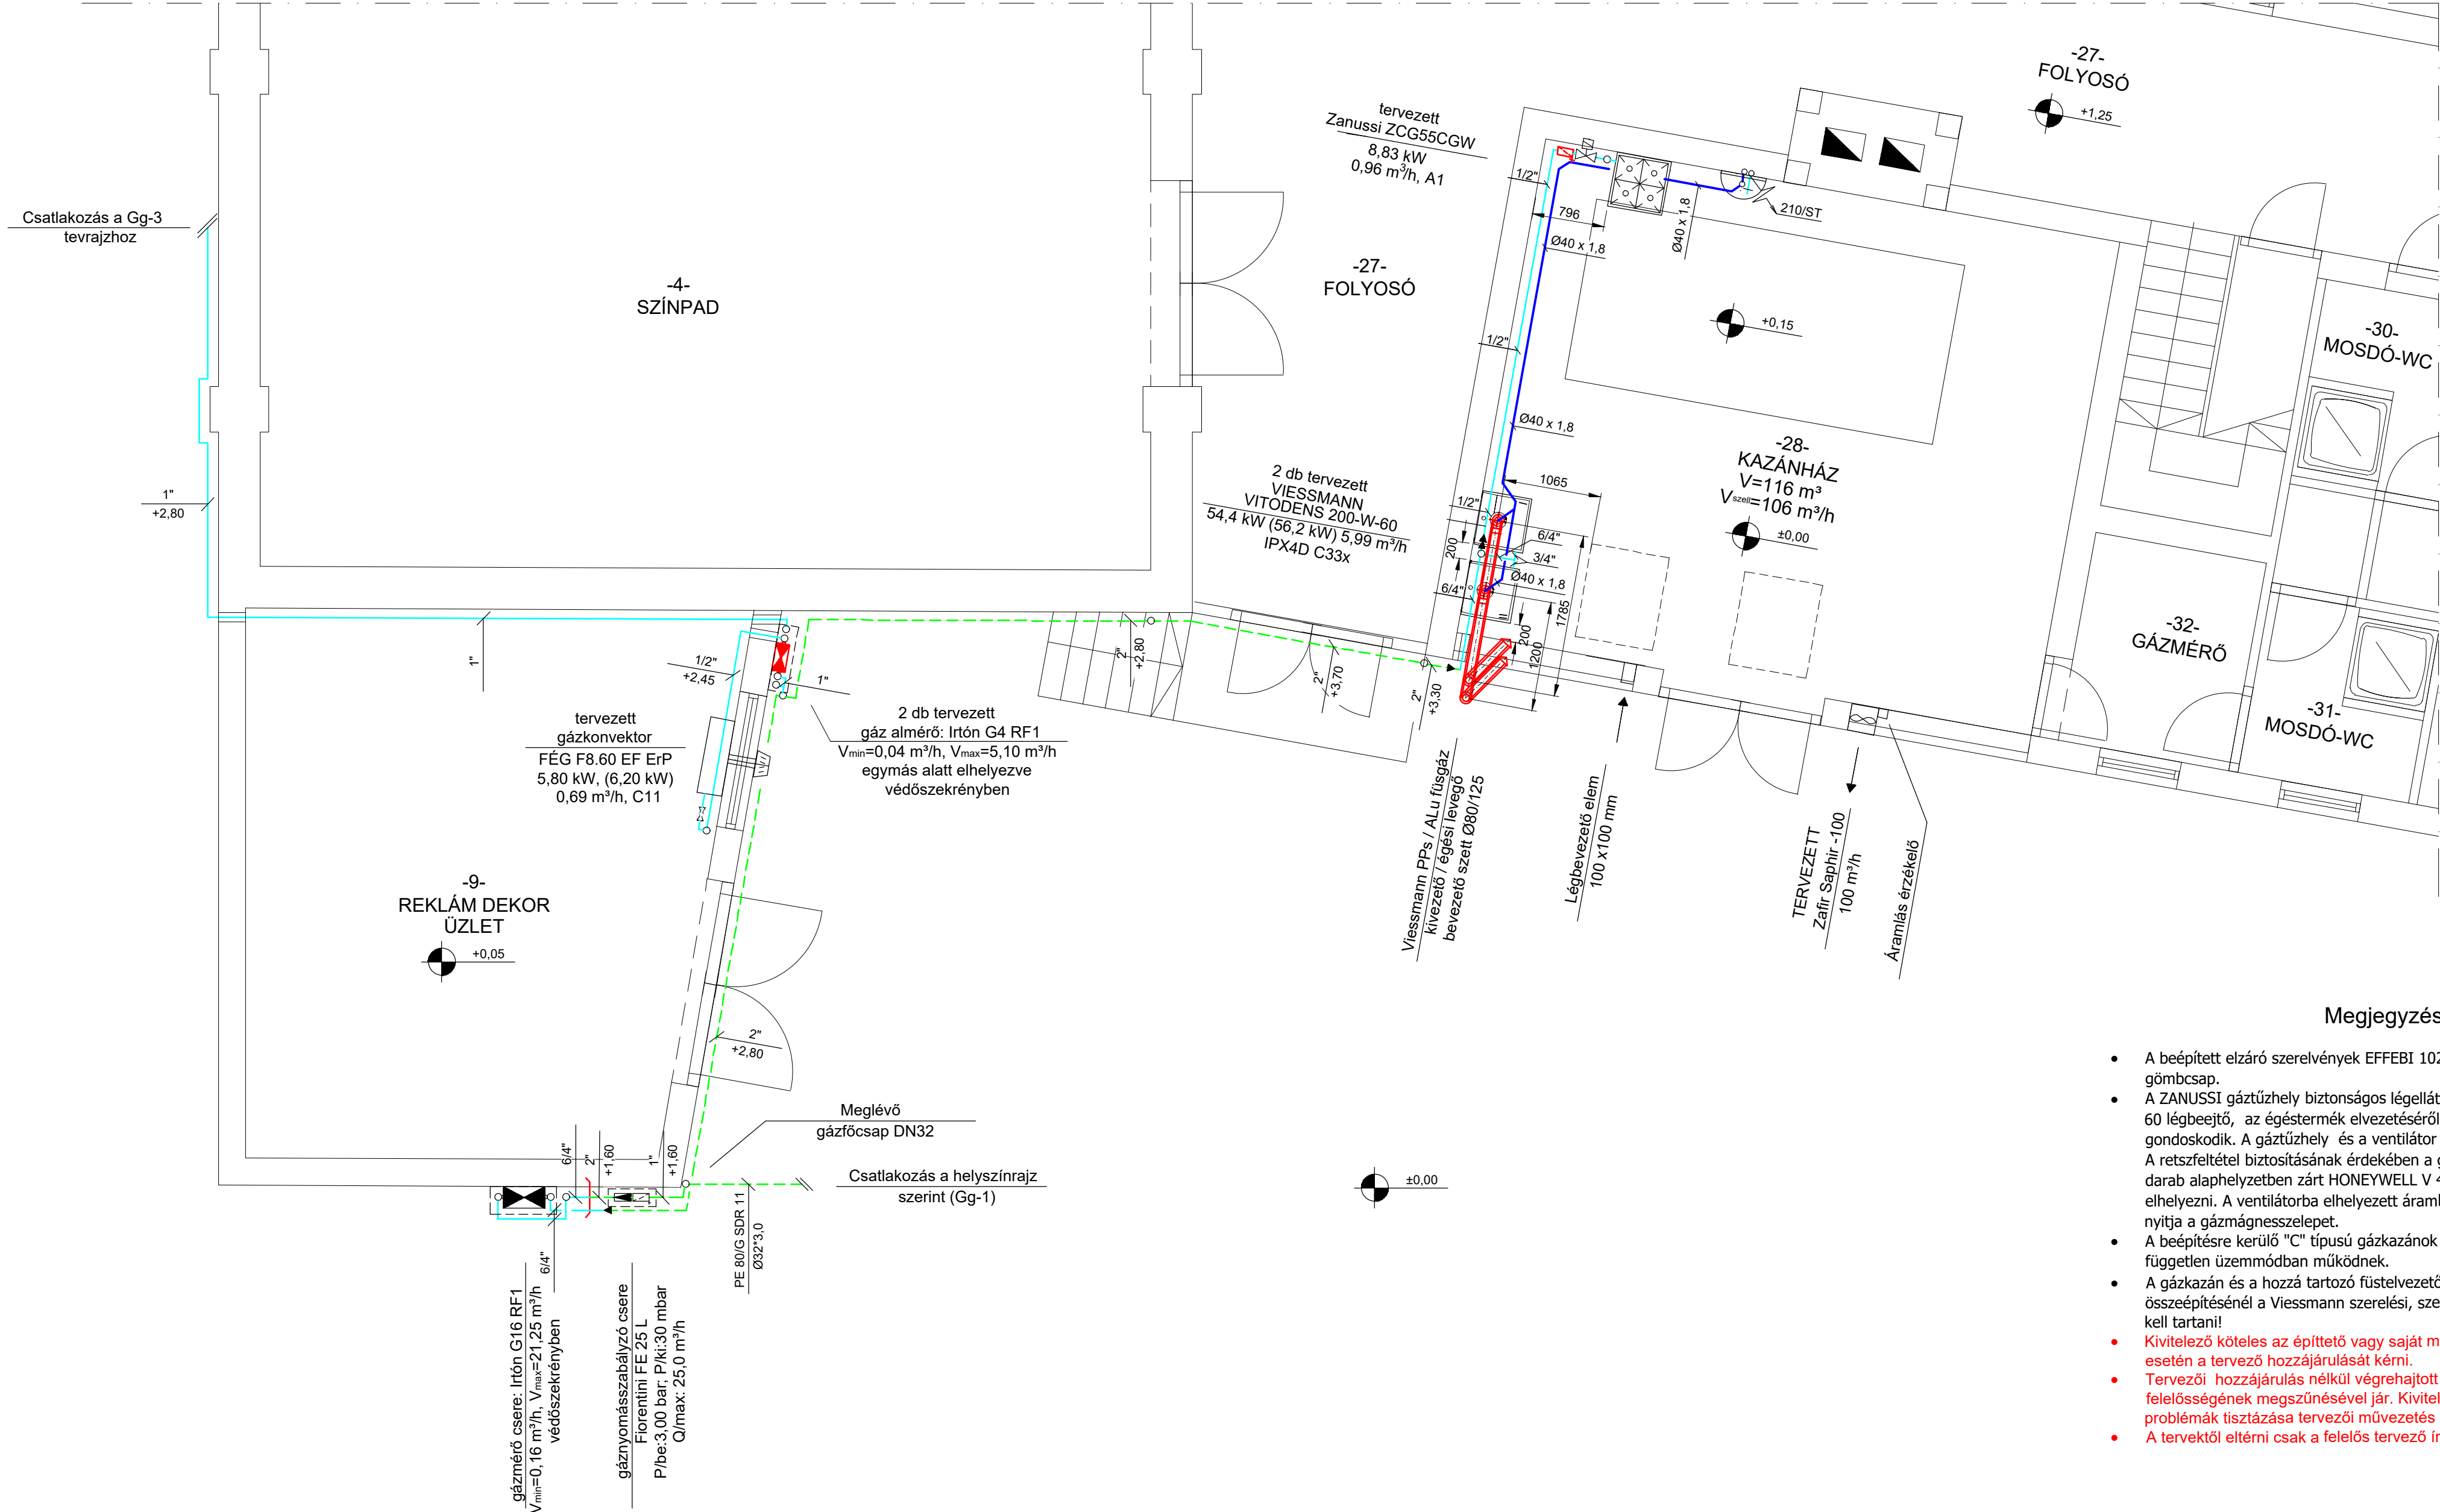 -27-
FOLYOSÓ
+1,25
tervezett
Zanussi ZCG55CGW
8,83 kW
0,96 m³/h, A1
1/2"
796
Ø40 x 1,8
Ø40 x 1,8
210/ST
Csatlakozás a Gg-3
tevrajzhoz
-4-
SZÍNPAD
-27-
FOLYOSÓ
+0,15
1/2"
-30-
MOSDÓ-WC
Ø40 x 1,8
-28-
KAZÁNHÁZ
V=116 m³
Vszell=106 m³/h
±0,00
1"
+2,80
2 db tervezett
VIESSMANN
VITODENS 200-W-60
54,4 kW (56,2 kW) 5,99 m³/h
IPX4D C33x
1065
1/2"
200
6/4"
3/4"
Ø40 x 1,8
6/4"
I
II
200
1200
1785
-32-
GÁZMÉRŐ
-31-
MOSDÓ-WC
1"
1/2"
+2,45
1"
2"
+2,80
2"
+3,70
2"
+3,30
tervezett
gázkonvektor
FÉG F8.60 EF ErP
5,80 kW, (6,20 kW)
0,69 m³/h, C11
2 db tervezett
gáz almérő: Irtón G4 RF1
Vmin=0,04 m³/h, Vmax=5,10 m³/h
egymás alatt elhelyezve
védőszekrényben
Viessmann PPs / ALu füsgáz
kivezető / égési levegő
bevezető szett Ø80/125
Légbevezető elem
100 x100 mm
TERVEZETT
Zafir Saphir -100
100 m³/h
Áramlás érzékelő
-9-
REKLÁM DEKOR
ÜZLET
+0,05
2"
+2,80
Meglévő
gázfőcsap DN32
Csatlakozás a helyszínrajz
szerint (Gg-1)
±0,00
6/4"
2"
+1,60
1"
+1,60
6/4"
PE 80/G SDR 11
Ø32*3,0
gázmérő csere: Irtón G16 RF1
Vmin=0,16 m³/h, Vmax=21,25 m³/h
védőszekrényben
gáznyomásszabályzó csere
Fiorentini FE 25 L
P/be:3,00 bar; P/ki:30 mbar
Q/max: 25,0 m³/h
Megjegyzés
• A beépített elzáró szerelvények EFFEBI 102
gömbcsap.
• A ZANUSSI gáztűzhely biztonságos légellát
60 légbeejtő, az égéstermék elvezetéséről
gondoskodik. A gáztűzhely és a ventilátor
A retszfeltétel biztosításának érdekében a g
darab alaphelyzetben zárt HONEYWELL V 4
elhelyezni. A ventilátorba elhelyezett áraml
nyitja a gázmágnesszelepet.
• A beépítésre kerülő "C" típusú gázkazánok
független üzemmódban működnek.
• A gázkazán és a hozzá tartozó füstelvezető
összeépítésénél a Viessmann szerelési, sze
kell tartani!
• Kivitelező köteles az építtető vagy saját m
esetén a tervező hozzájárulását kérni.
• Tervezői hozzájárulás nélkül végrehajtott
felelősségének megszűnésével jár. Kivitel
problémák tisztázása tervezői művezetés
• A tervektől eltérni csak a felelős tervező ír